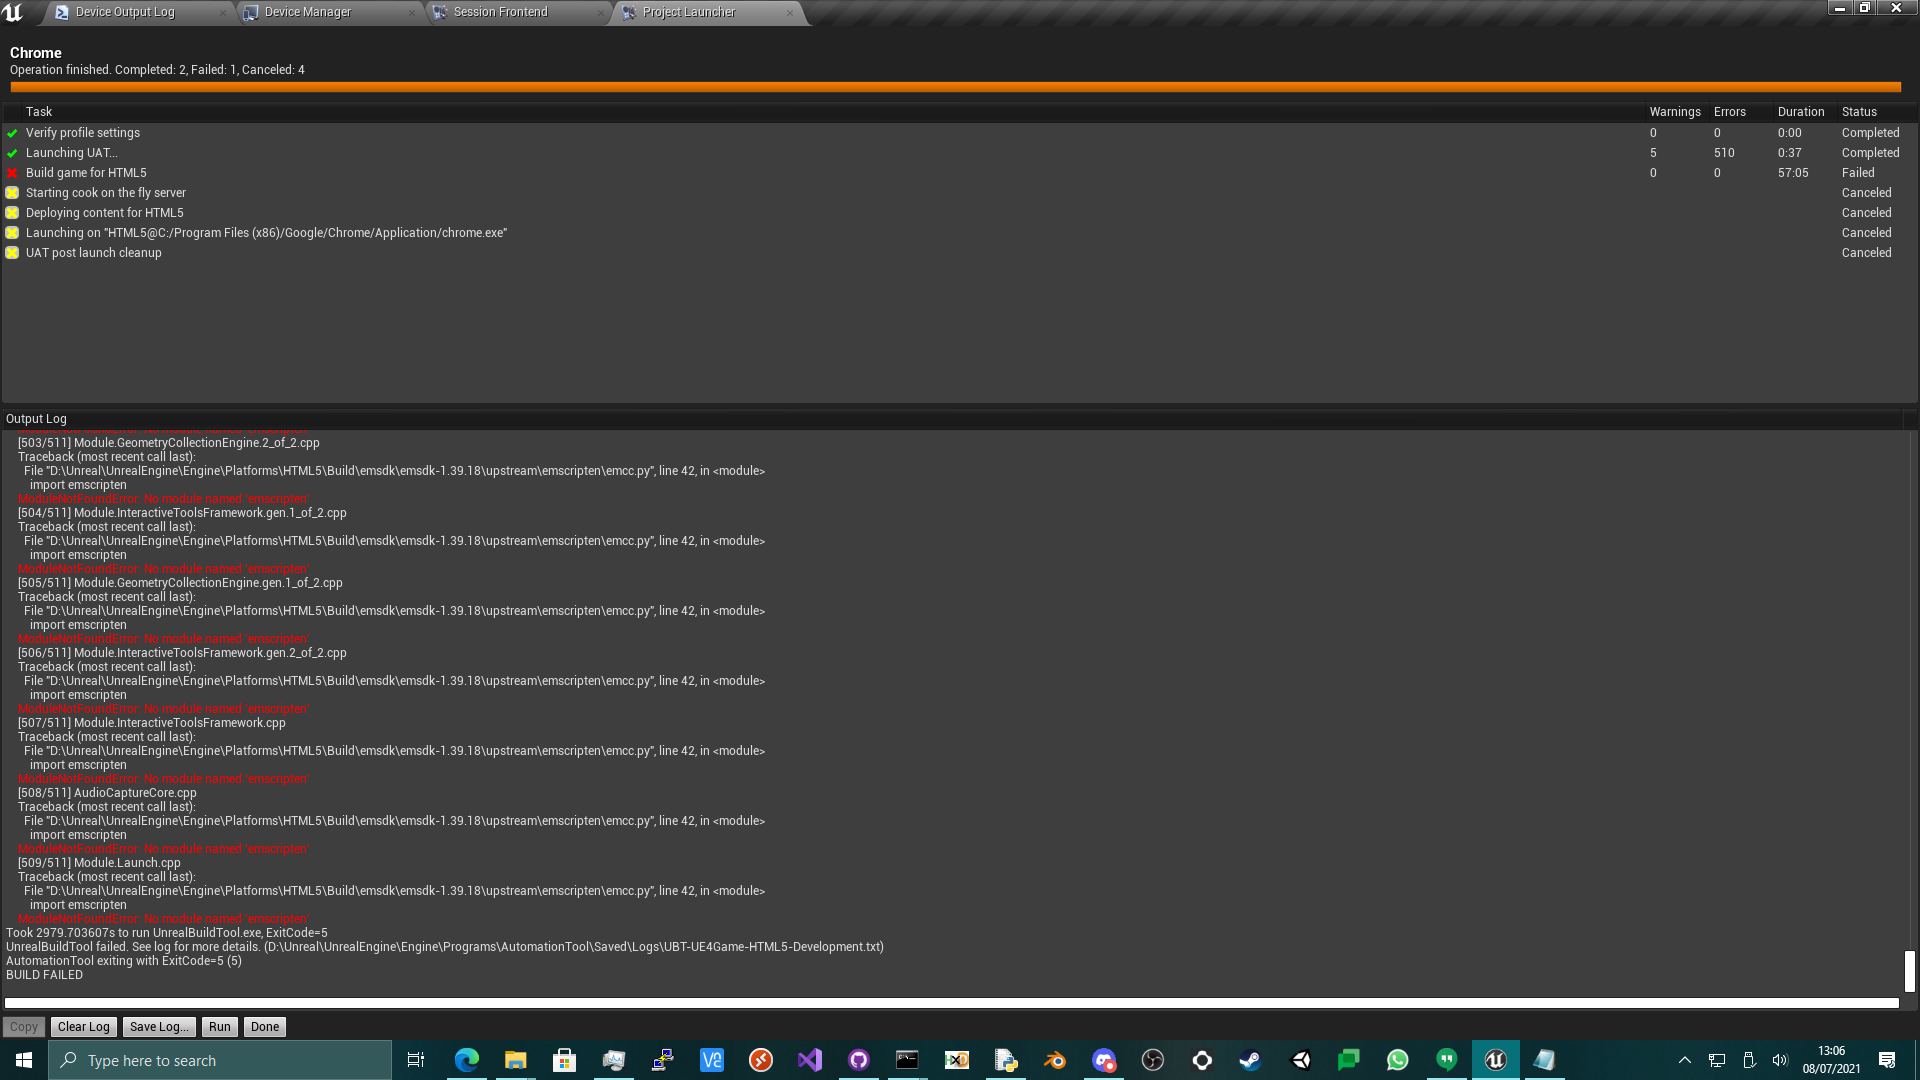 Device Output Log
Device Manager
Session Frontend
Project Launcher
Chrome
Operation finished. Completed: 2, Failed: 1, Canceled: 4
Task Warnings Errors Duration Status
Verify profile settings 0 0 0:00 Completed
Launching UAT... 5 510 0:37 Completed
Build game for HTML5 0 0 57:05 Failed
Starting cook on the fly server Canceled
Deploying content for HTML5 Canceled
Launching on "HTML5@C:/Program Files (x86)/Google/Chrome/Application/chrome.exe" Canceled
UAT post launch cleanup Canceled
Output Log
ModuleNotFoundError: No module named 'emscripten'
[503/511] Module.GeometryCollectionEngine.2_of_2.cpp
Traceback (most recent call last):
File "D:\Unreal\UnrealEngine\Engine\Platforms\HTML5\Build\emsdk\emsdk-1.39.18\upstream\emscripten\emcc.py", line 42, in <module>
import emscripten
ModuleNotFoundError: No module named 'emscripten'
[504/511] Module.InteractiveToolsFramework.gen.1_of_2.cpp
Traceback (most recent call last):
File "D:\Unreal\UnrealEngine\Engine\Platforms\HTML5\Build\emsdk\emsdk-1.39.18\upstream\emscripten\emcc.py", line 42, in <module>
import emscripten
ModuleNotFoundError: No module named 'emscripten'
[505/511] Module.GeometryCollectionEngine.gen.1_of_2.cpp
Traceback (most recent call last):
File "D:\Unreal\UnrealEngine\Engine\Platforms\HTML5\Build\emsdk\emsdk-1.39.18\upstream\emscripten\emcc.py", line 42, in <module>
import emscripten
ModuleNotFoundError: No module named 'emscripten'
[506/511] Module.InteractiveToolsFramework.gen.2_of_2.cpp
Traceback (most recent call last):
File "D:\Unreal\UnrealEngine\Engine\Platforms\HTML5\Build\emsdk\emsdk-1.39.18\upstream\emscripten\emcc.py", line 42, in <module>
import emscripten
ModuleNotFoundError: No module named 'emscripten'
[507/511] Module.InteractiveToolsFramework.cpp
Traceback (most recent call last):
File "D:\Unreal\UnrealEngine\Engine\Platforms\HTML5\Build\emsdk\emsdk-1.39.18\upstream\emscripten\emcc.py", line 42, in <module>
import emscripten
ModuleNotFoundError: No module named 'emscripten'
[508/511] AudioCaptureCore.cpp
Traceback (most recent call last):
File "D:\Unreal\UnrealEngine\Engine\Platforms\HTML5\Build\emsdk\emsdk-1.39.18\upstream\emscripten\emcc.py", line 42, in <module>
import emscripten
ModuleNotFoundError: No module named 'emscripten'
[509/511] Module.Launch.cpp
Traceback (most recent call last):
File "D:\Unreal\UnrealEngine\Engine\Platforms\HTML5\Build\emsdk\emsdk-1.39.18\upstream\emscripten\emcc.py", line 42, in <module>
import emscripten
ModuleNotFoundError: No module named 'emscripten'
Took 2979.703607s to run UnrealBuildTool.exe, ExitCode=5
UnrealBuildTool failed. See log for more details. (D:\Unreal\UnrealEngine\Engine\Programs\AutomationTool\Saved\Logs\UBT-UE4Game-HTML5-Development.txt)
AutomationTool exiting with ExitCode=5 (5)
BUILD FAILED
Copy Clear Log Save Log... Run Done
Type here to search
13:06
08/07/2021